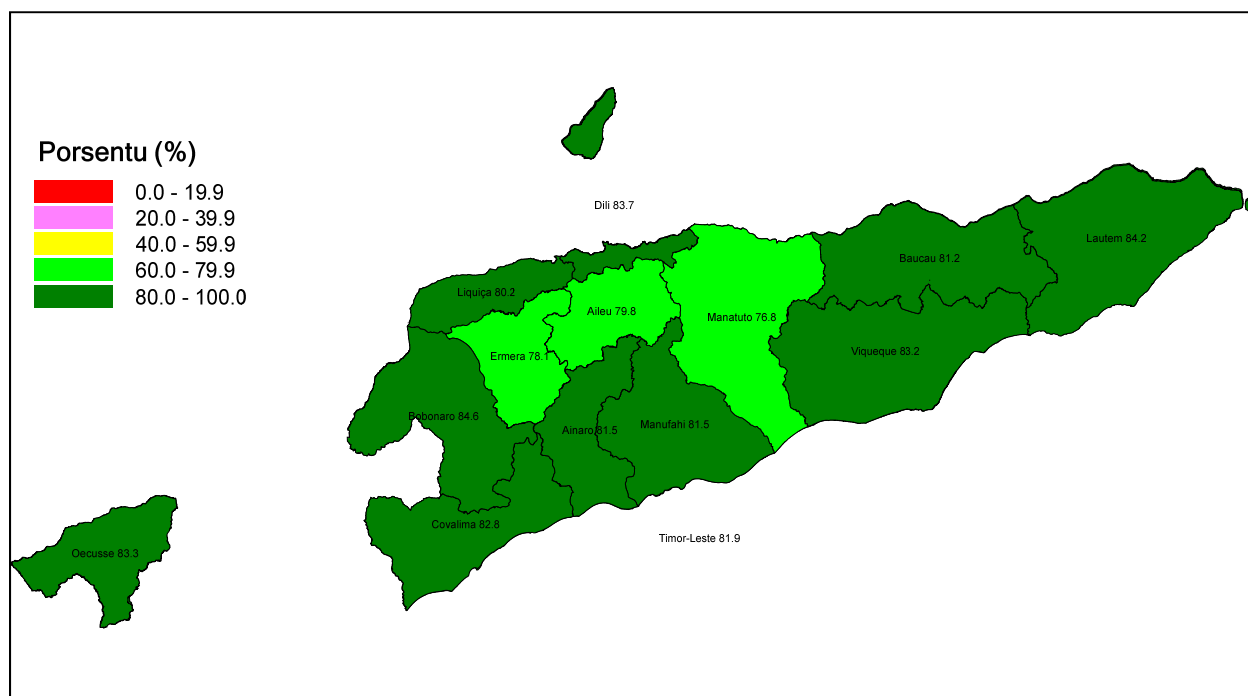 Porsentu (%)
0.0 - 19.9
20.0 - 39.9
40.0 - 59.9
60.0 - 79.9
80.0 - 100.0
Dili 83.7
Lautem 84.2
Baucau 81.2
Liquiça 80.2
Aileu 79.8
Manatuto 76.8
Ermera 78.1
Viqueque 83.2
Bobonaro 84.6
Ainaro 81.5
Manufahi 81.5
Covalima 82.8
Timor-Leste 81.9
Oecusse 83.3